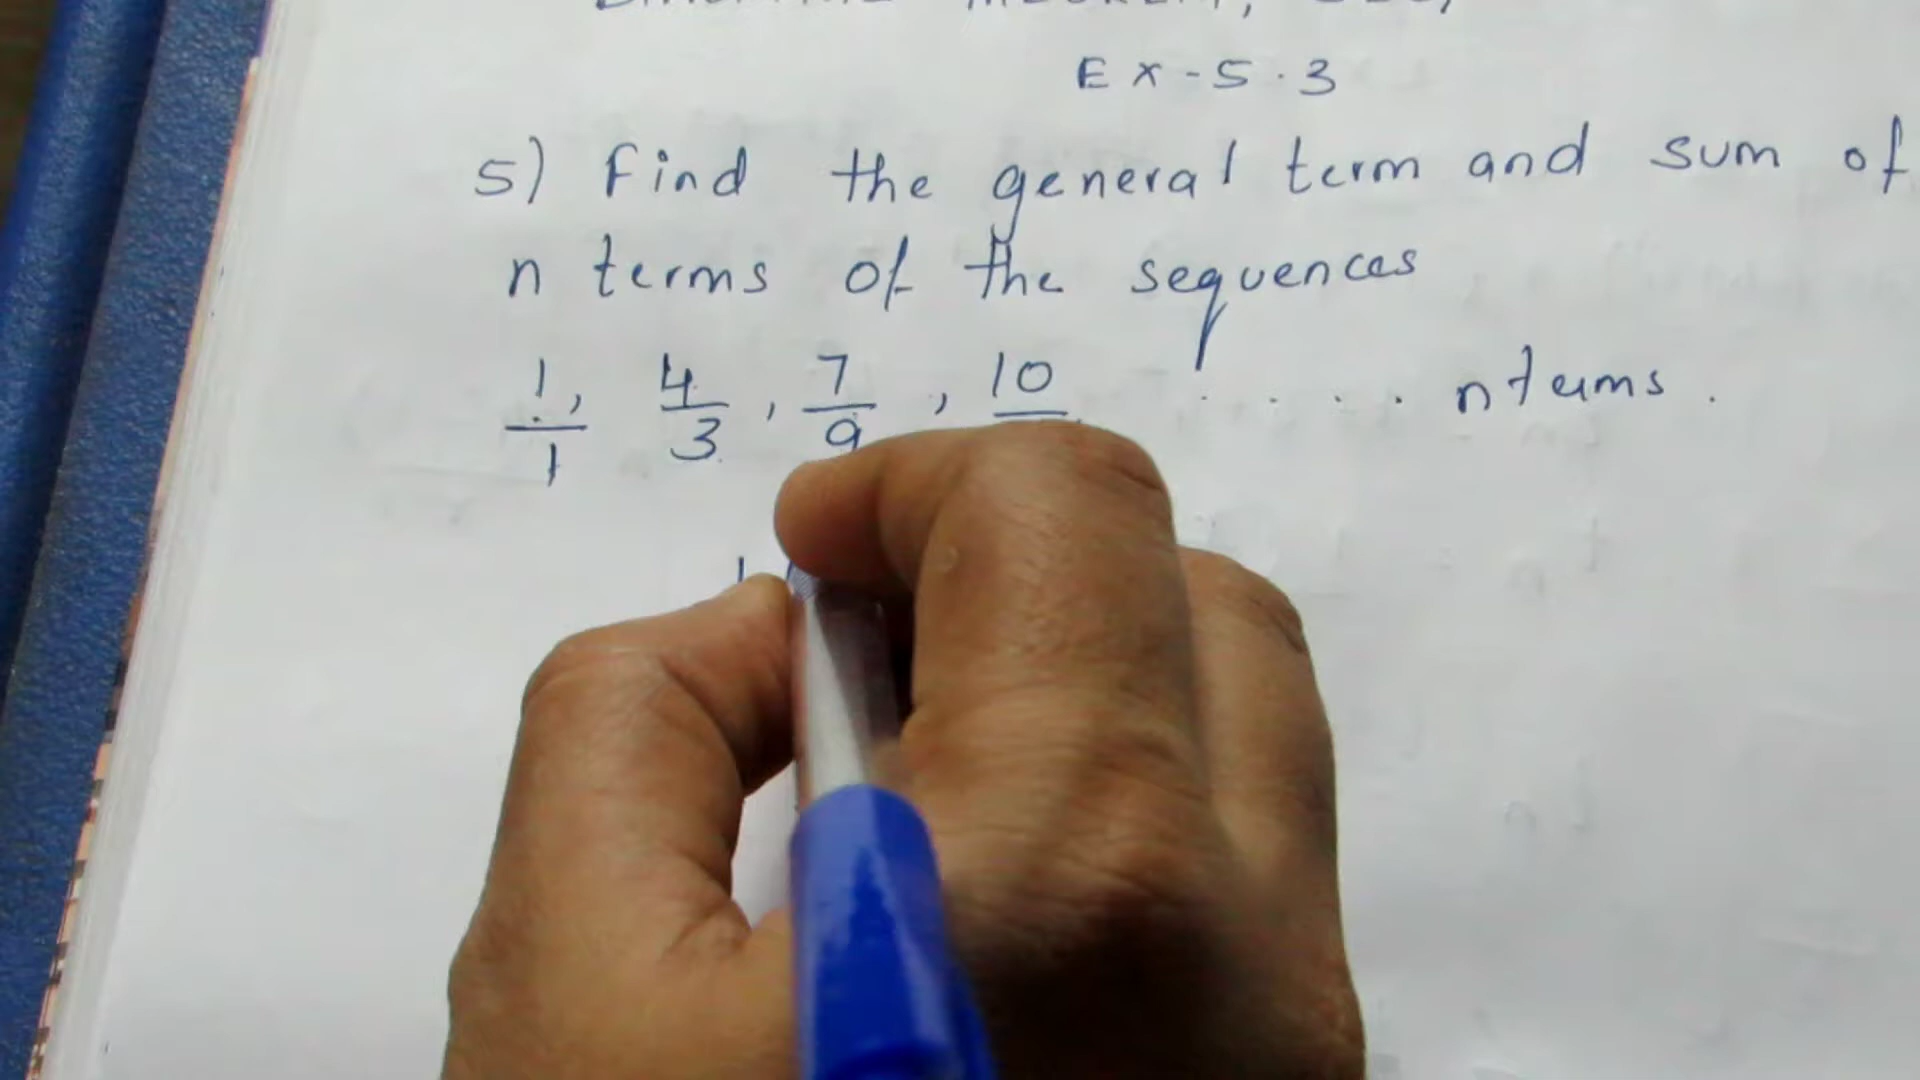 Ex-5.3
5) Find the general term and sum of
n terms of the sequences
1/1, 4/3, 7/9, 10 .... n terms.